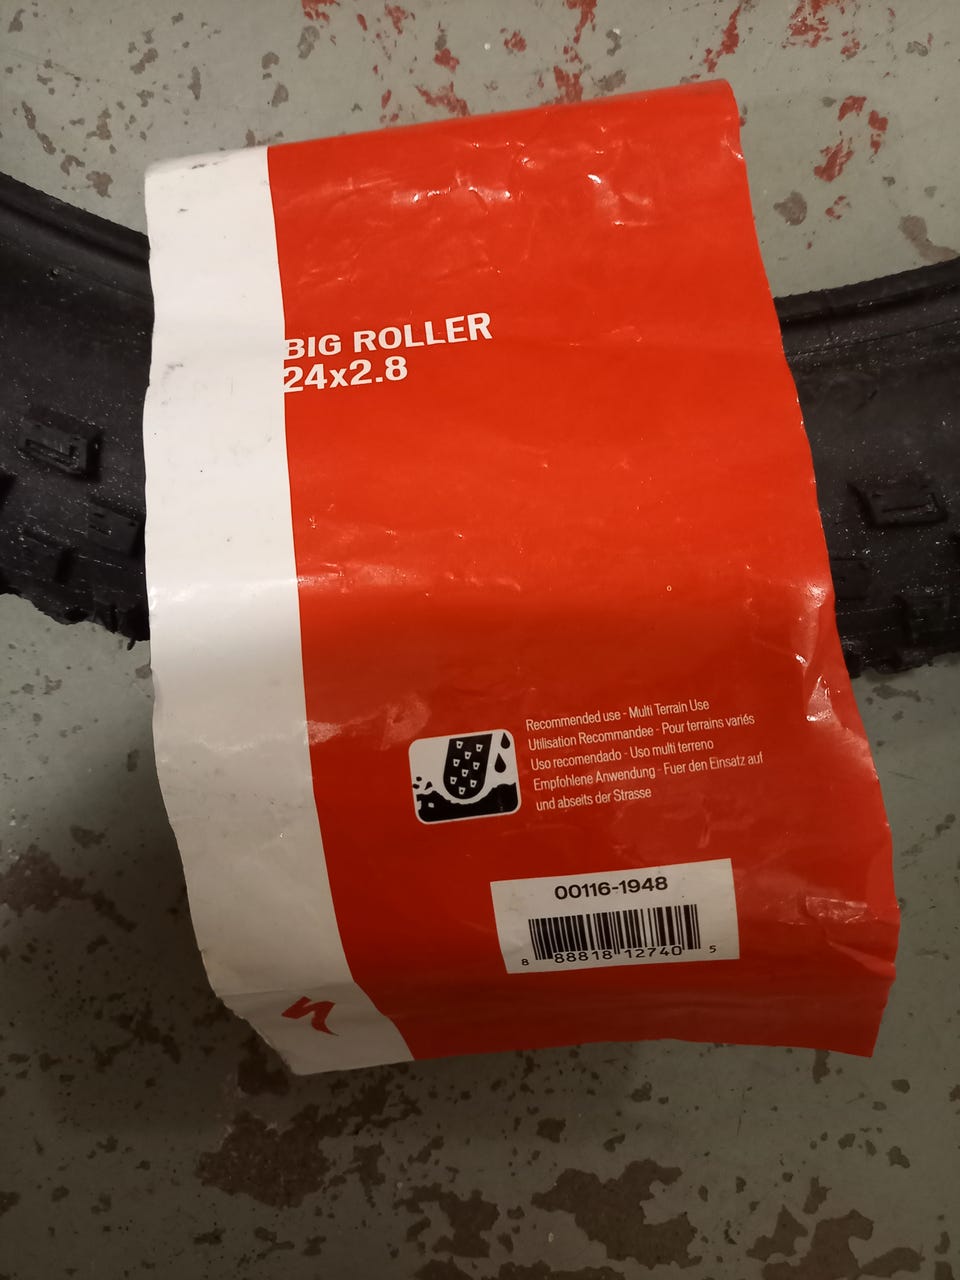 BIG ROLLER
24x2.8
Recommended use - Multi Terrain Use
Utilisation Recommandee - Pour terrains variés
Uso recomendado - Uso multi terreno
Empfohlene Anwendung - Fuer den Einsatz auf
und abseits der Strasse
00116-1948
8 88818 12740 5